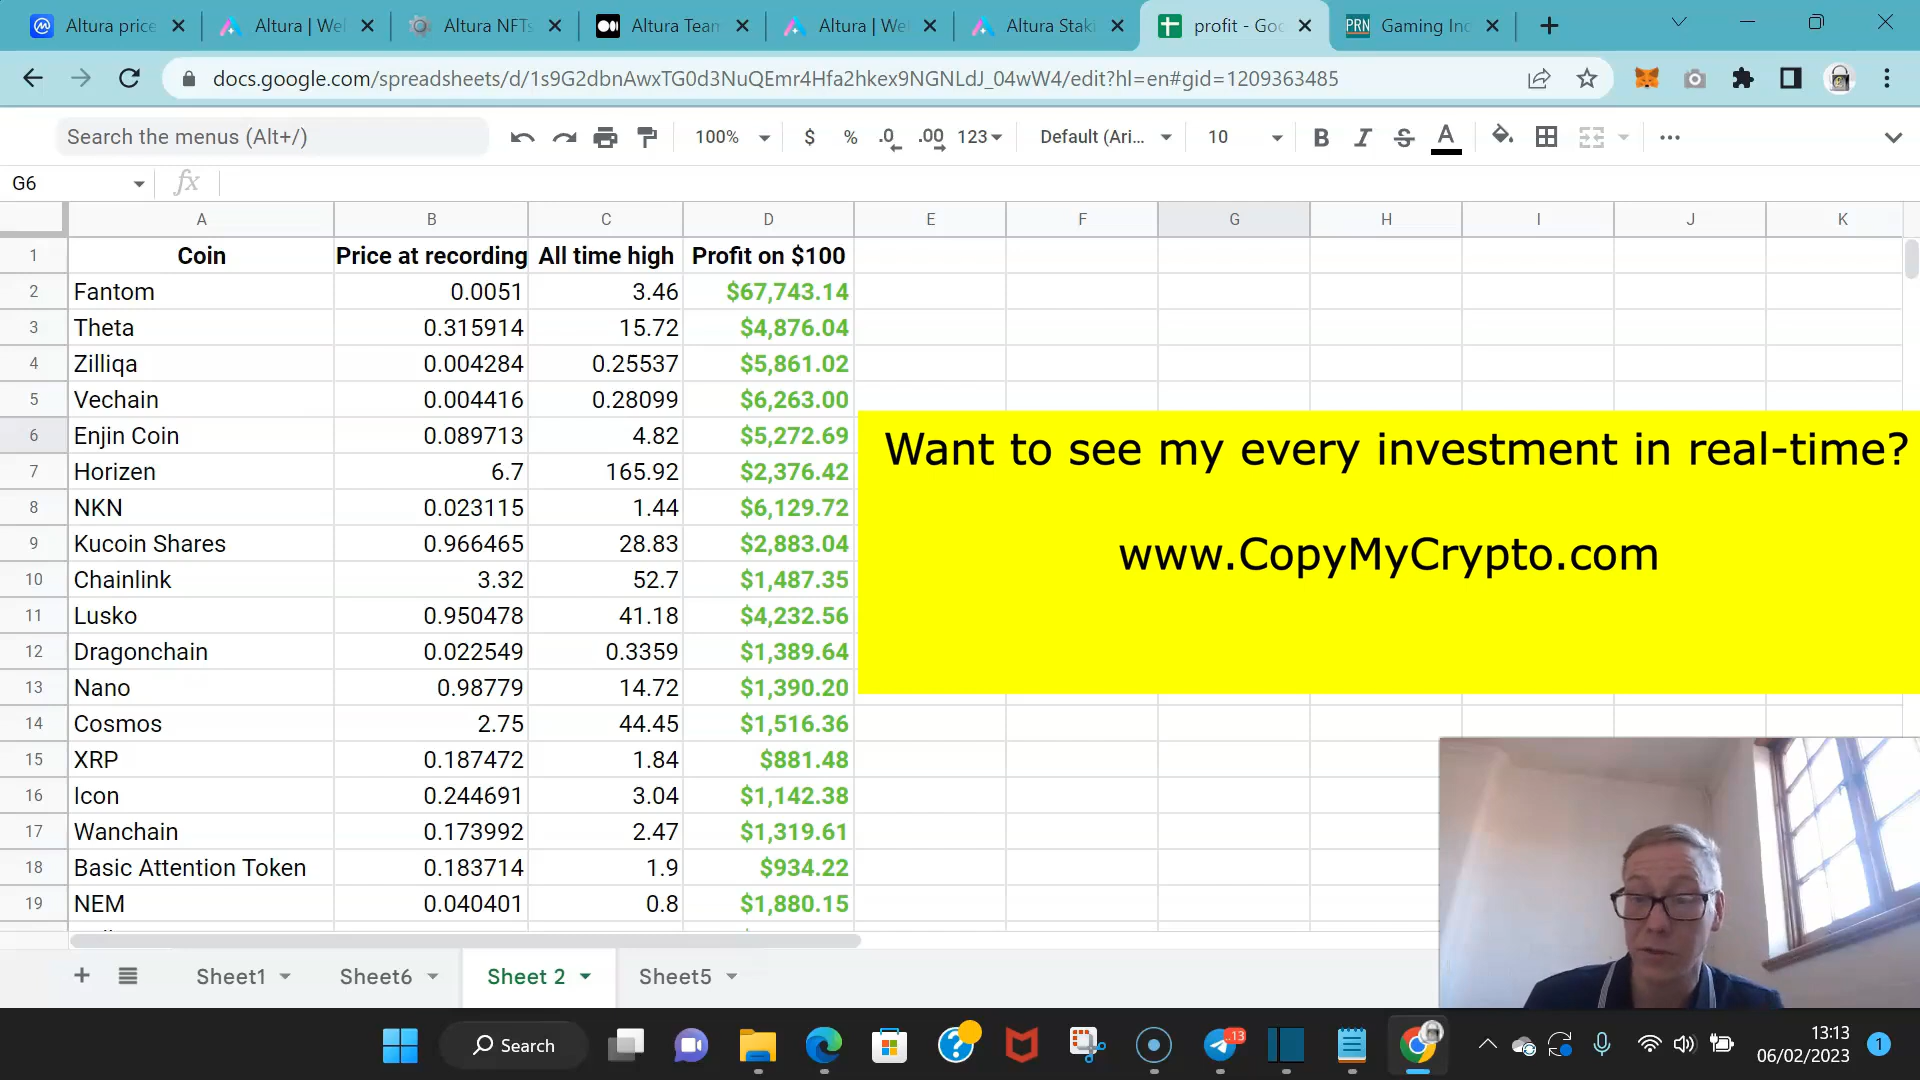 Altura price
Altura | Wel
Altura NFTs
Altura Team
Altura | Wel
Altura Staki
profit - Goo
PRN
Gaming Inc
docs.google.com/spreadsheets/d/1s9G2dbnAwxTG0d3NuQEmr4Hfa2hkex9NGNLdJ_04wW4/edit?hl=en#gid=1209363485
Search the menus (Alt+/)
100%
$
%
.0
.00
123
Default (Ari...
10
B
I
S
A
G6
fx
A B C D E F G H I J K
1 Coin Price at recording All time high Profit on $100
2 Fantom 0.0051 3.46 $67,743.14
3 Theta 0.315914 15.72 $4,876.04
4 Zilliqa 0.004284 0.25537 $5,861.02
5 Vechain 0.004416 0.28099 $6,263.00
6 Enjin Coin 0.089713 4.82 $5,272.69
7 Horizen 6.7 165.92 $2,376.42
8 NKN 0.023115 1.44 $6,129.72
9 Kucoin Shares 0.966465 28.83 $2,883.04
10 Chainlink 3.32 52.7 $1,487.35
11 Lusko 0.950478 41.18 $4,232.56
12 Dragonchain 0.022549 0.3359 $1,389.64
13 Nano 0.98779 14.72 $1,390.20
14 Cosmos 2.75 44.45 $1,516.36
15 XRP 0.187472 1.84 $881.48
16 Icon 0.244691 3.04 $1,142.38
17 Wanchain 0.173992 2.47 $1,319.61
18 Basic Attention Token 0.183714 1.9 $934.22
19 NEM 0.040401 0.8 $1,880.15
Want to see my every investment in real-time?
www.CopyMyCrypto.com
Sheet1
Sheet6
Sheet 2
Sheet5
Search
13
13:13
06/02/2023
1